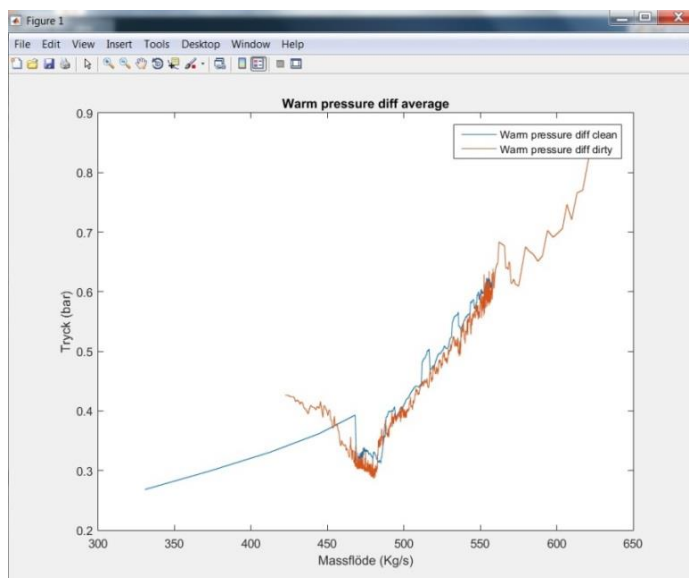 Figure 1
File Edit View Insert Tools Desktop Window Help
Warm pressure diff average
Warm pressure diff clean
Warm pressure diff dirty
0.9
0.8
0.7
0.6
0.5
0.4
0.3
0.2
Tryck (bar)
300 350 400 450 500 550 600 650
Massflöde (Kg/s)